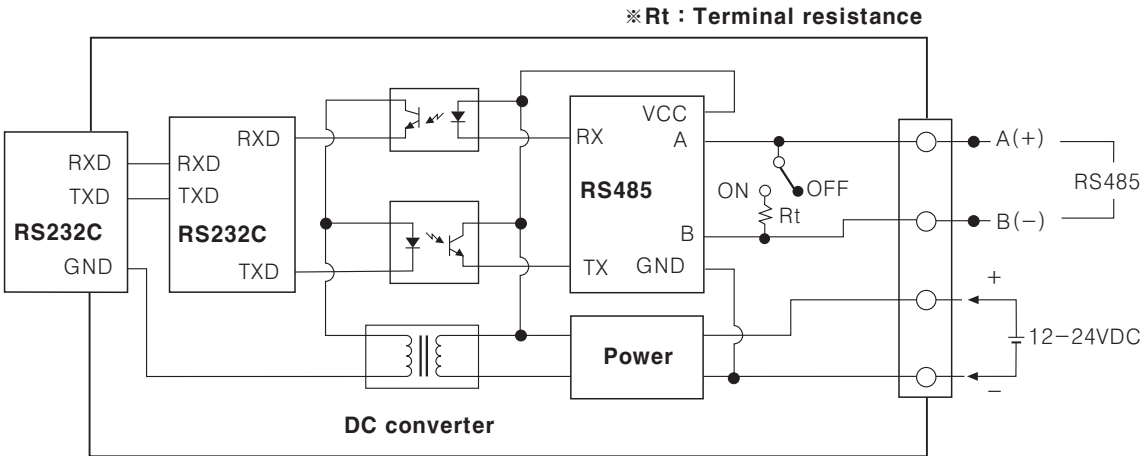 ※Rt : Terminal resistance
RXD
TXD
RS232C
GND
RXD
RXD
TXD
RS232C
TXD
VCC
RX
A
RS485
B
TX
GND
ON
OFF
Rt
A(+)
RS485
B(−)
+
12−24VDC
−
Power
DC converter